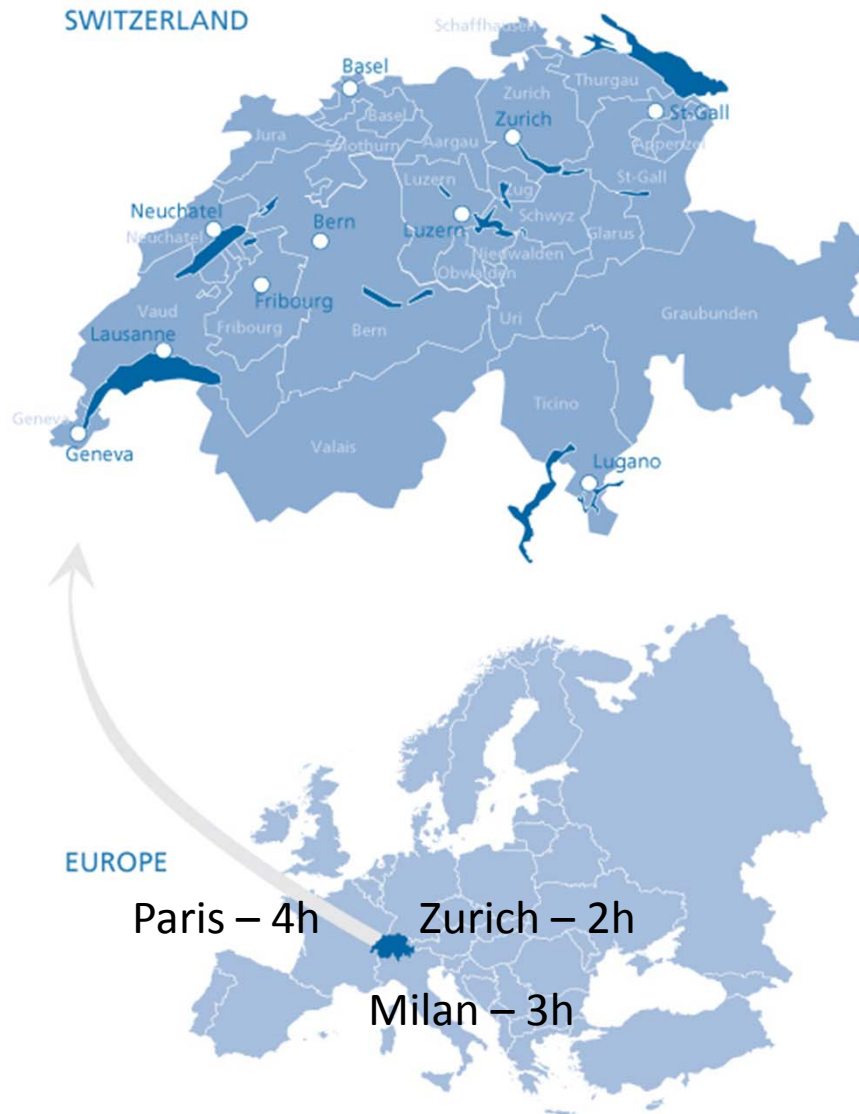 SWITZERLAND
Schaffhausen
Basel
Thurgau
Zurich
St-Gall
Basel
Zurich
Jura
Solothurn
Aargau
Appenzel
Luzern
St-Gall
Zug
Neuchatel
Bern
Schwyz
Neuchatel
Luzern
Glarus
Niedwalden
Obwalden
Fribourg
Vaud
Uri
Graubunden
Fribourg
Bern
Lausanne
Ticino
Geneva
Valais
Geneva
Lugano
EUROPE
Paris – 4h Zurich – 2h
Milan – 3h